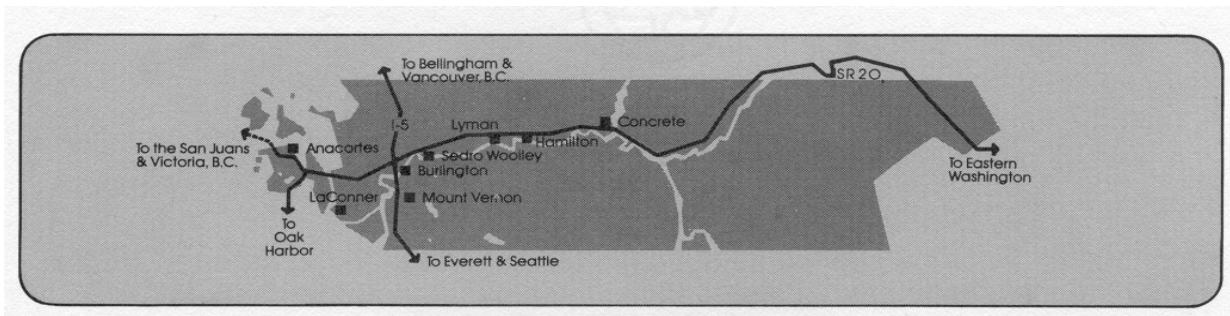 To Bellingham &
Vancouver, B.C.
SR 20
I-5
Lyman
Concrete
Hamilton
To the San Juans
& Victoria, B.C.
Anacortes
Sedro Woolley
To Eastern
Washington
Burlington
LaConner
Mount Vernon
To
Oak
Harbor
To Everett & Seattle